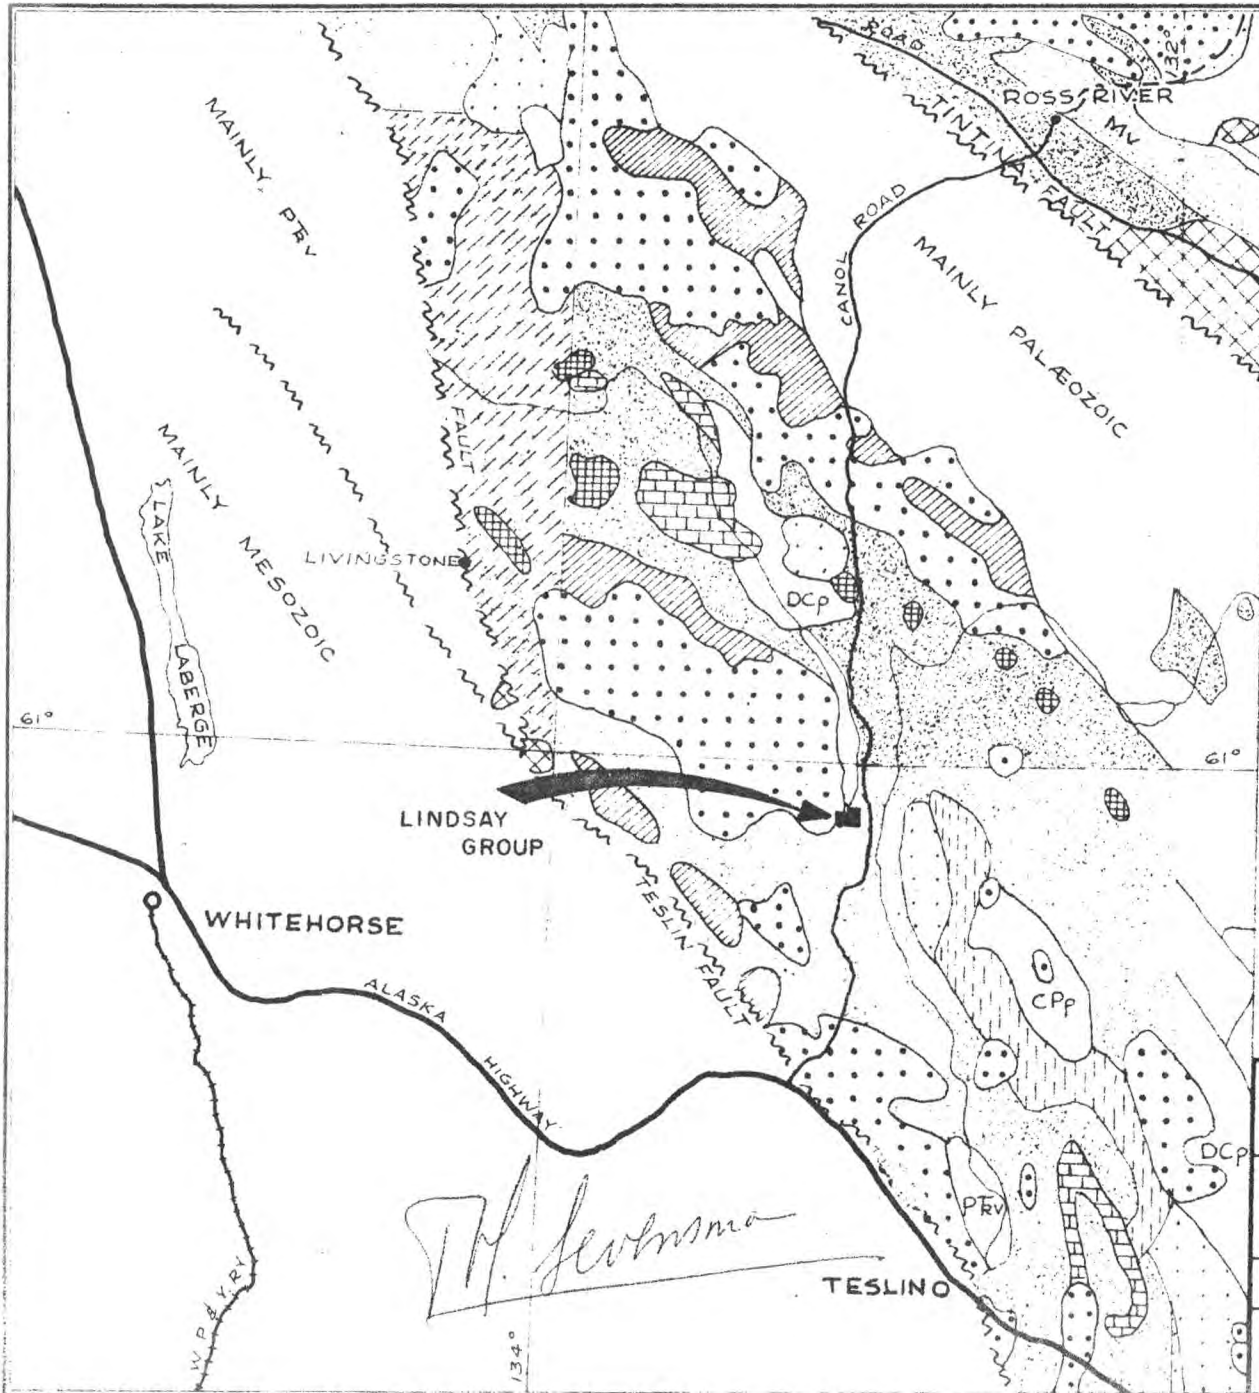 ROAD
132°
ROSS RIVER
Mv
TINTINA FAULT
MAINLY PTRv
CANOL ROAD
MAINLY PALÆOZOIC
FAULT
MAINLY MESOZOIC
LAKE LABERGE
LIVINGSTONE
DCp
61°
61°
LINDSAY
GROUP
TESLIN FAULT
WHITEHORSE
ALASKA HIGHWAY
CPp
DCp
PTRv
TESLIN
W.P & Y. RY.
134°